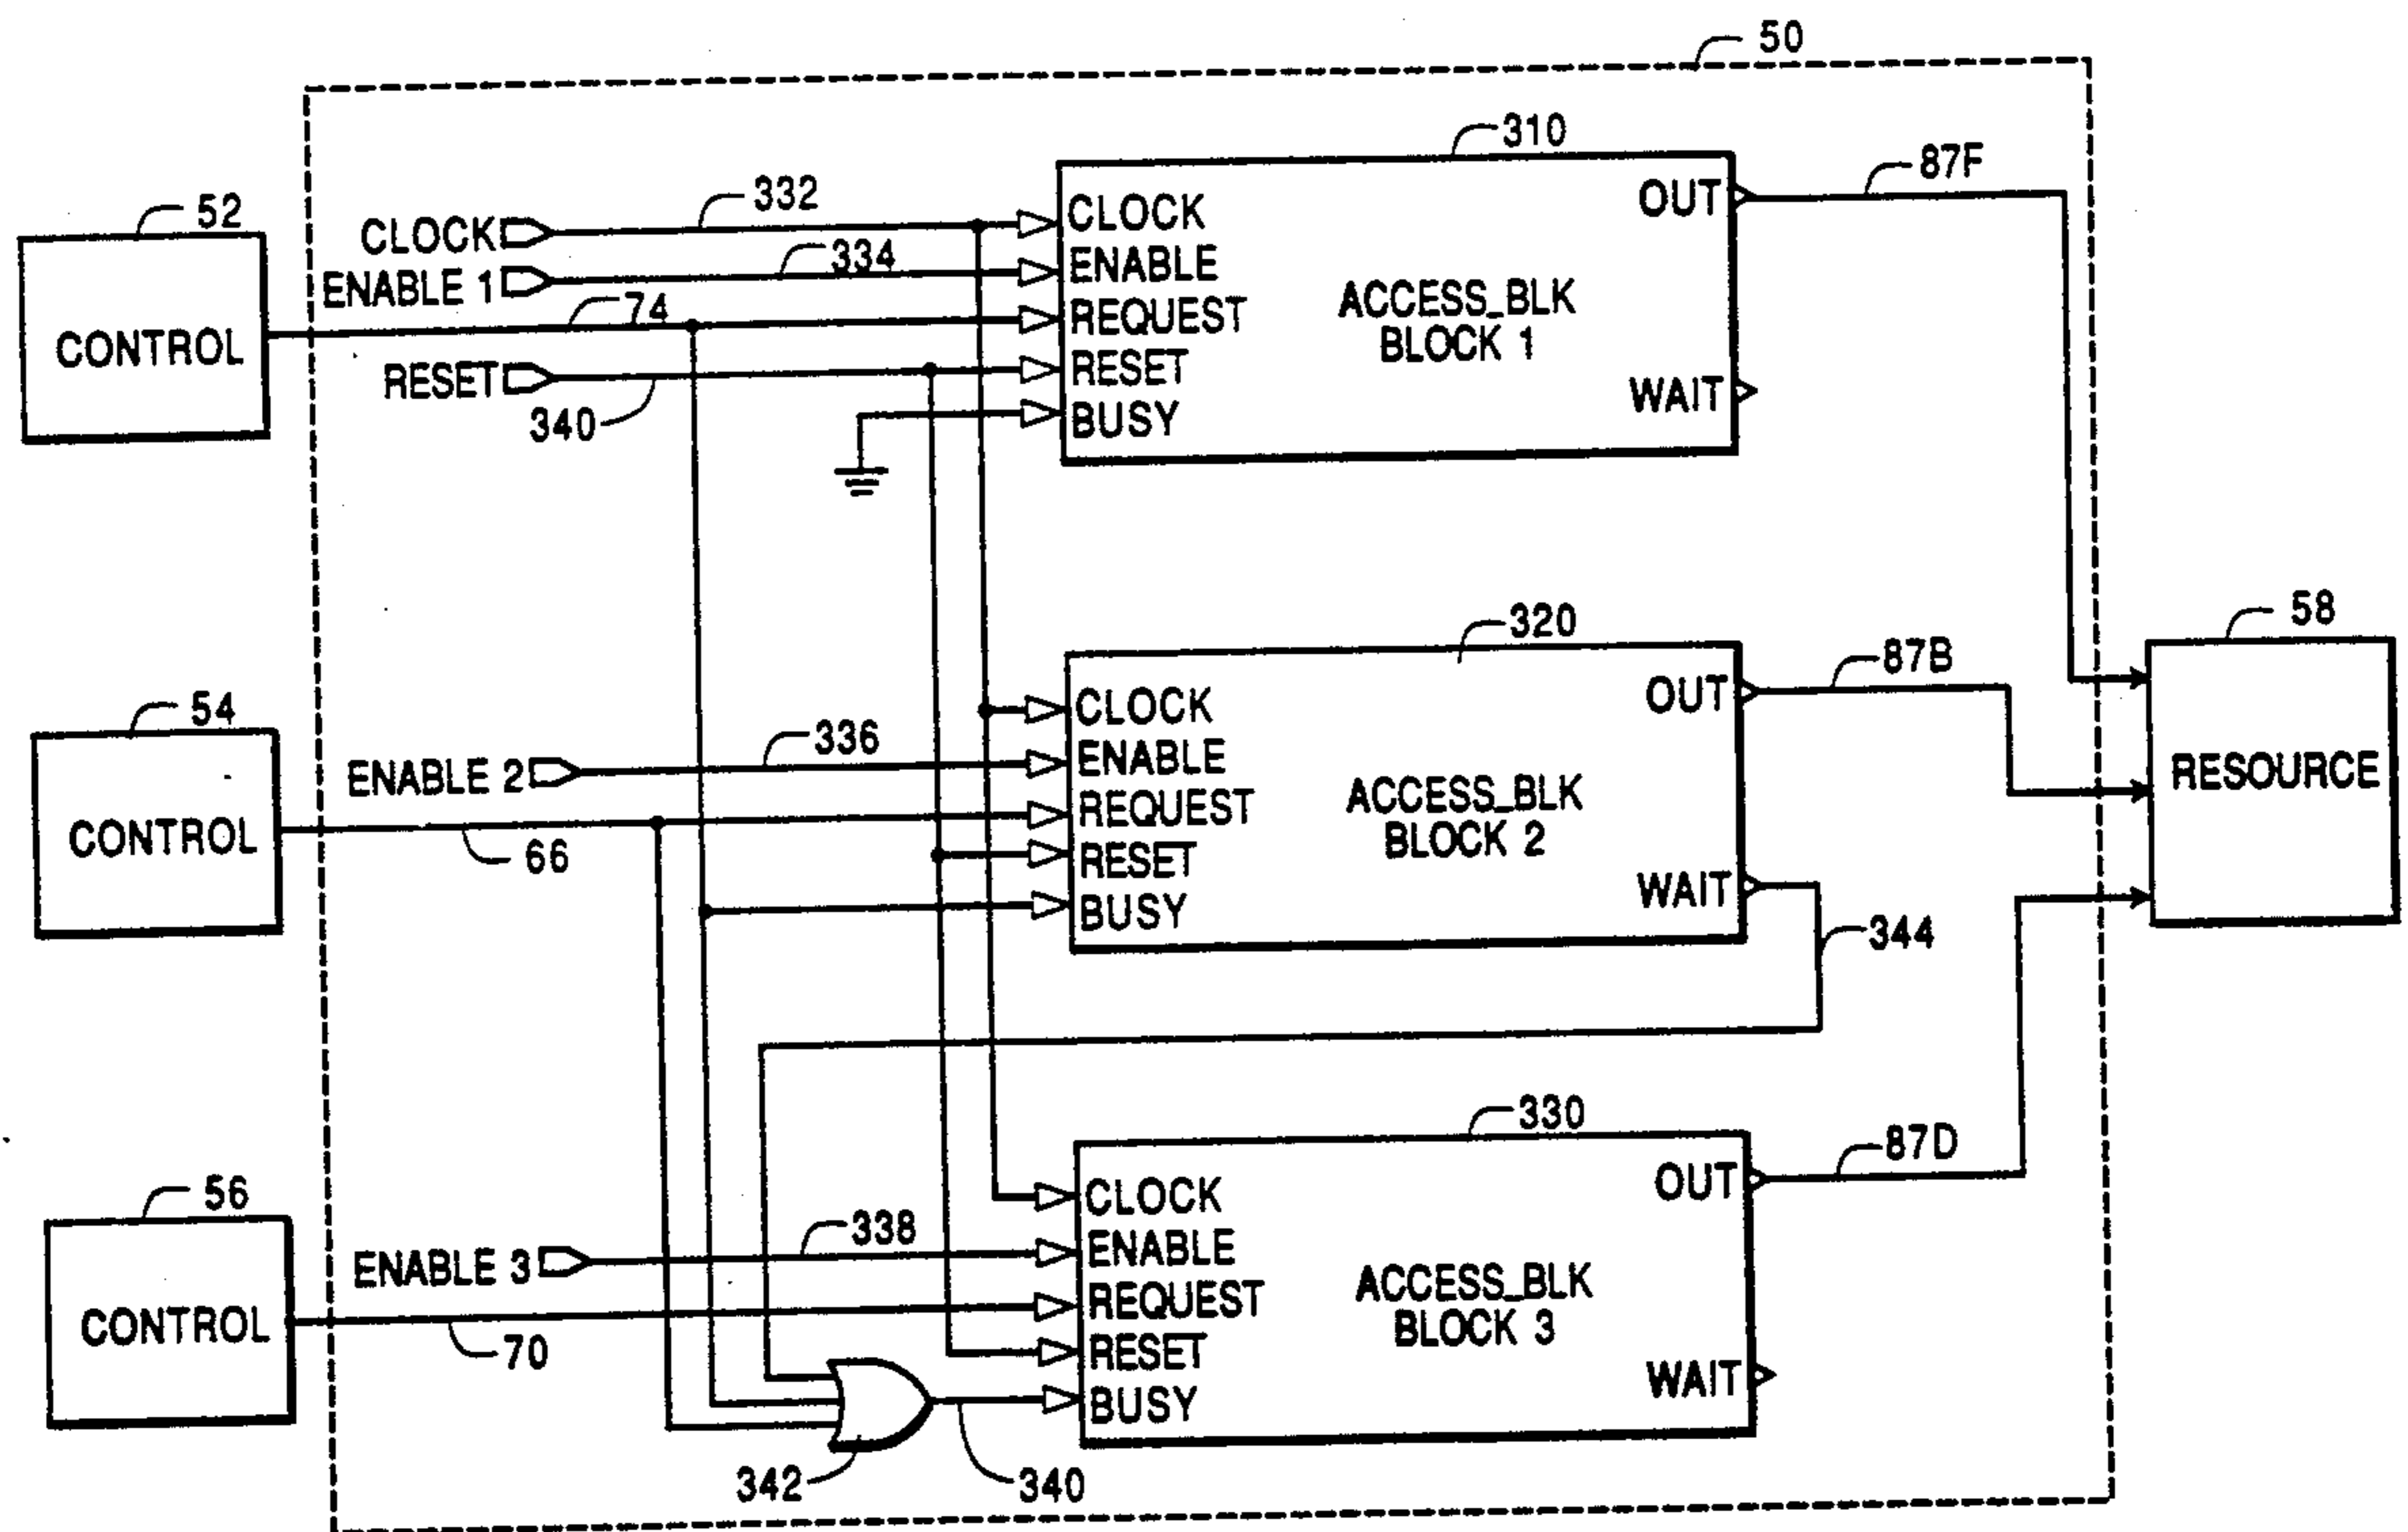 50
310
87F
52
CLOCK
332
CLOCK
OUT
ENABLE 1
334
ENABLE
CONTROL
74
REQUEST
ACCESS_BLK
BLOCK 1
RESET
340
RESET
BUSY
WAIT
320
87B
58
54
CLOCK
OUT
ENABLE 2
336
ENABLE
RESOURCE
CONTROL
66
REQUEST
ACCESS_BLK
BLOCK 2
RESET
WAIT
BUSY
344
330
87D
56
CLOCK
OUT
ENABLE 3
338
ENABLE
CONTROL
70
REQUEST
ACCESS_BLK
BLOCK 3
RESET
WAIT
BUSY
342
340